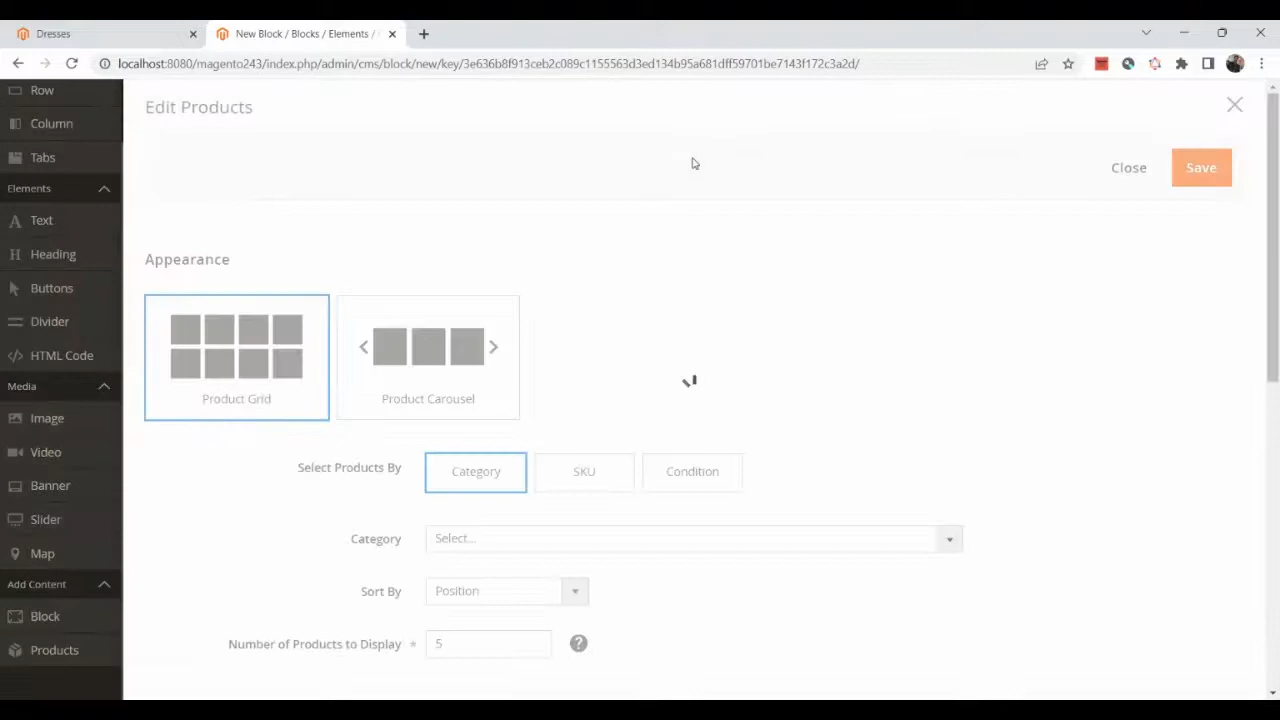 Dresses
New Block / Blocks / Elements /
localhost:8080/magento243/index.php/admin/cms/block/new/key/3e636b8f913ceb2c089c1155563d3ed134b95a681dff59701be7143f172c3a2d/
Row
Column
Tabs
Elements
Text
Heading
Buttons
Divider
HTML Code
Media
Image
Video
Banner
Slider
Map
Add Content
Block
Products
Edit Products
Close
Save
Appearance
Product Grid
Product Carousel
Select Products By
Category
SKU
Condition
Category
Select...
Sort By
Position
Number of Products to Display *
5